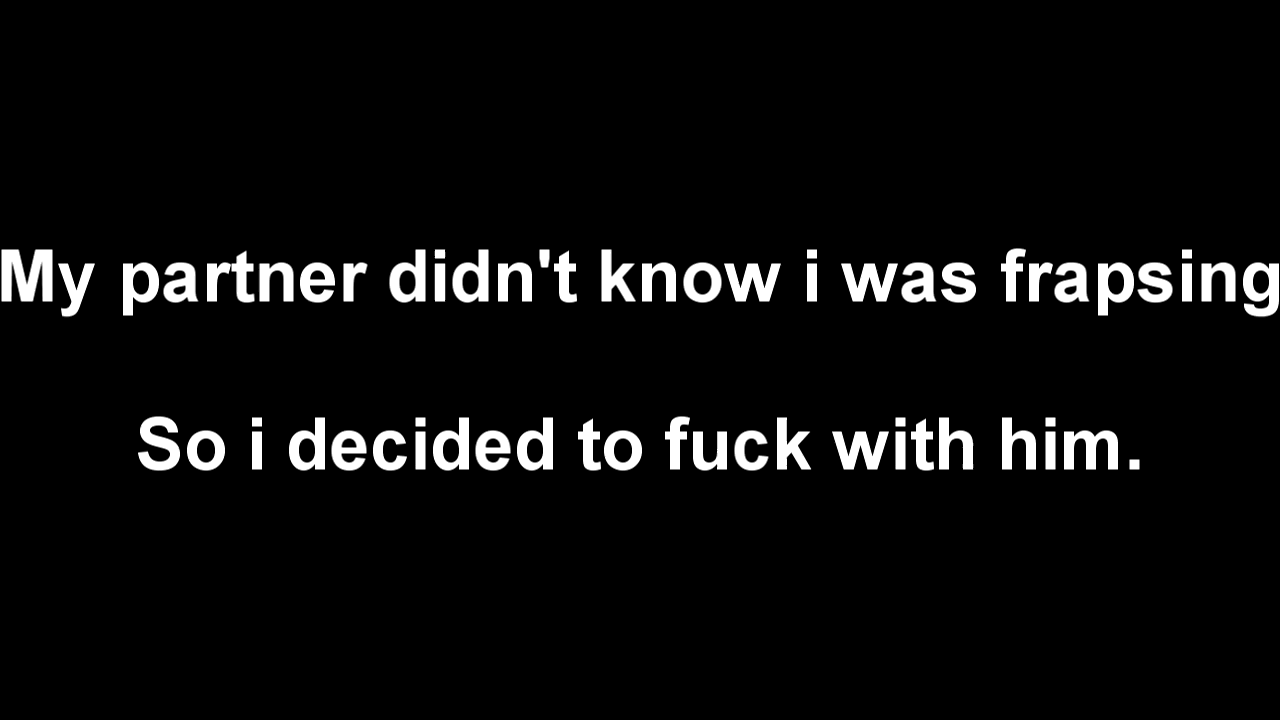 My partner didn't know i was frapsing
So i decided to fuck with him.